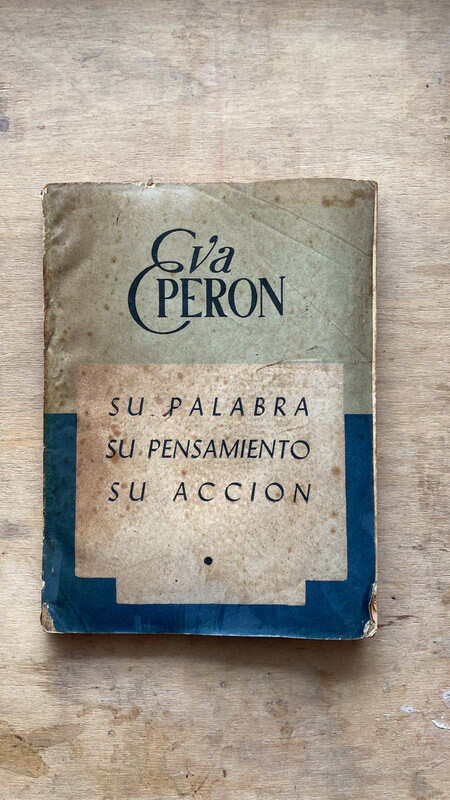 Eva
PERON
SU PALABRA
SU PENSAMIENTO
SU ACCION